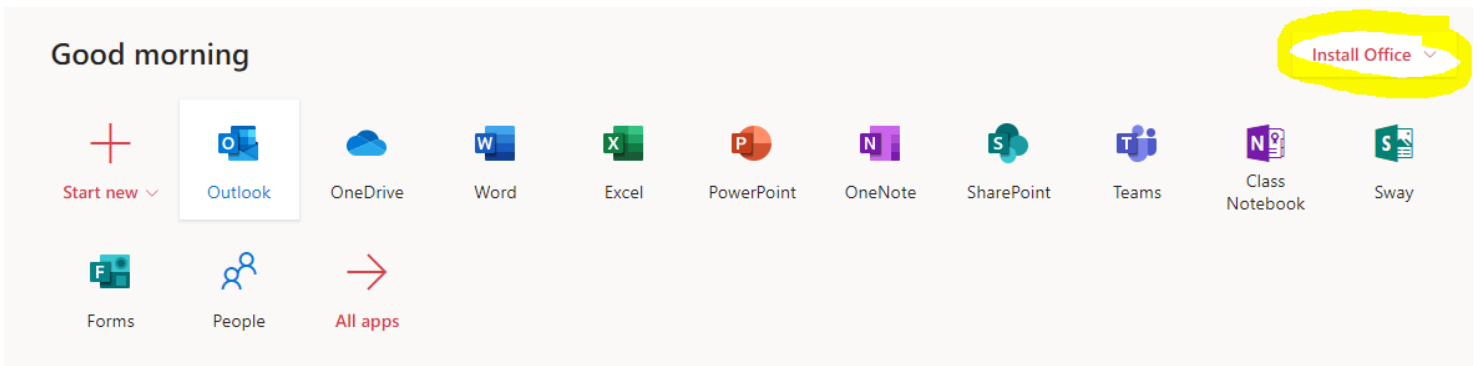 Good morning
Install Office
Start new
Outlook
OneDrive
Word
Excel
PowerPoint
OneNote
SharePoint
Teams
Class
Notebook
Sway
Forms
People
All apps